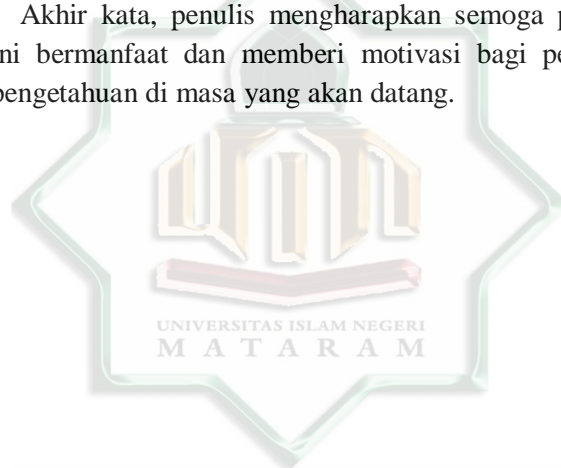 Akhir kata, penulis mengharapkan semoga
ni bermanfaat dan memberi motivasi bagi
pengetahuan di masa yang akan datang.
UNIVERSITAS ISLAM NEGERI
MATARAM